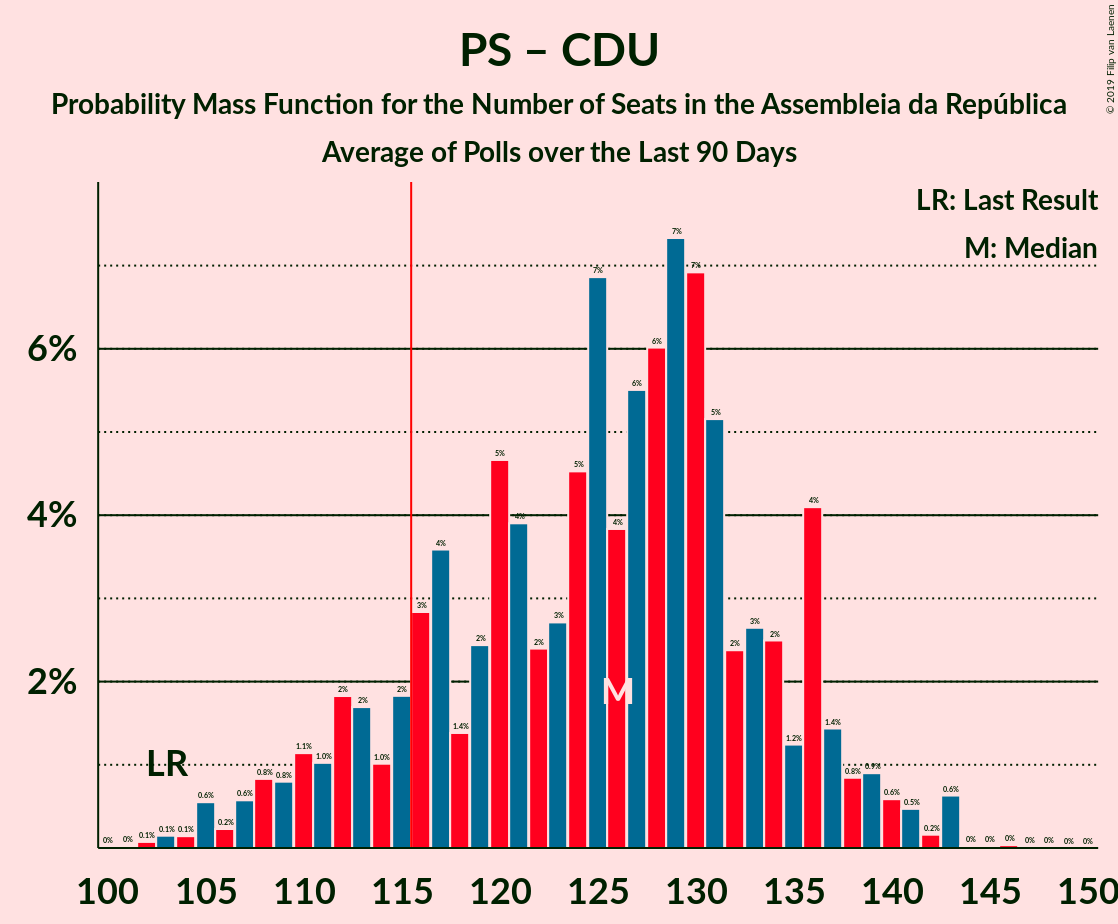 PS – CDU
Probability Mass Function for the Number of Seats in the Assembleia da República
Average of Polls over the Last 90 Days
© 2019 Filip van Laenen
LR: Last Result
M: Median
6%
4%
2%
0% 0% 0.1% 0.1% 0.1% 0.6% 0.2% 0.6% 0.8% 0.8% 1.1% 1.0% 2% 2% 1.0% 2% 3% 4% 1.4% 2% 5% 4% 2% 3% 5% 7% 4% 6% 6% 7% 7% 5% 2% 3% 2% 1.2% 4% 1.4% 0.8% 0.9% 0.6% 0.5% 0.2% 0.6% 0% 0% 0% 0% 0% 0% 0%
LR
M
100 105 110 115 120 125 130 135 140 145 150